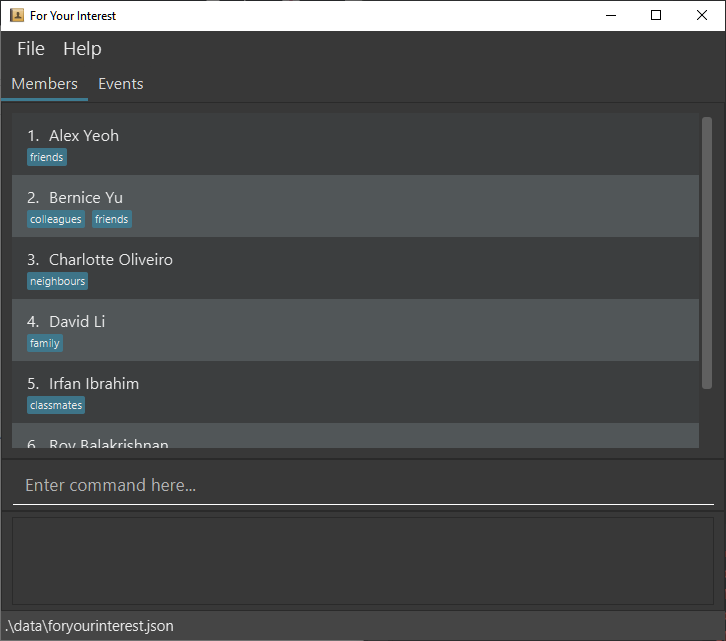 For Your Interest
File Help
Members Events
1. Alex Yeoh
friends
2. Bernice Yu
colleagues friends
3. Charlotte Oliveiro
neighbours
4. David Li
family
5. Irfan Ibrahim
classmates
6. Roy Balakrishnan
Enter command here...
.\data\foryourinterest.json